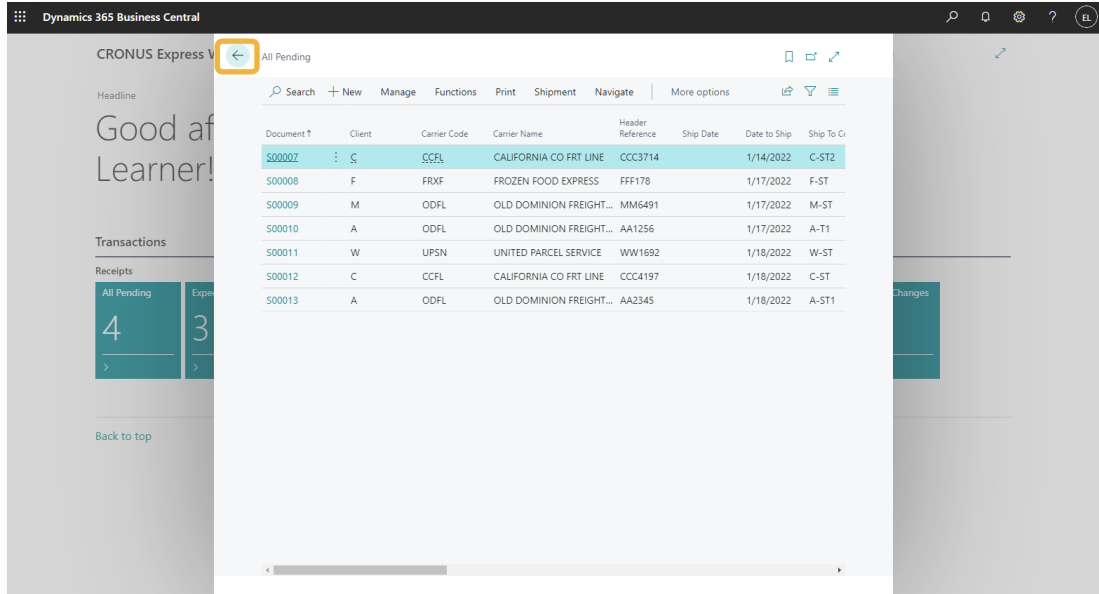 Dynamics 365 Business Central
EL
CRONUS Express W
All Pending
Headline
Good af
Learner!
Search New Manage Functions Print Shipment Navigate More options
Document ↑ Client Carrier Code Carrier Name Header Reference Ship Date Date to Ship Ship To Co
S00007 C CCFL CALIFORNIA CO FRT LINE CCC3714 1/14/2022 C-ST2
S00008 F FRXF FROZEN FOOD EXPRESS FFF178 1/17/2022 F-ST
S00009 M ODFL OLD DOMINION FREIGHT... MM6491 1/17/2022 M-ST
S00010 A ODFL OLD DOMINION FREIGHT... AA1256 1/17/2022 A-T1
S00011 W UPSN UNITED PARCEL SERVICE WW1692 1/18/2022 W-ST
S00012 C CCFL CALIFORNIA CO FRT LINE CCC4197 1/18/2022 C-ST
S00013 A ODFL OLD DOMINION FREIGHT... AA2345 1/18/2022 A-ST1
Transactions
Receipts
All Pending
4
Expe
3
Changes
Back to top